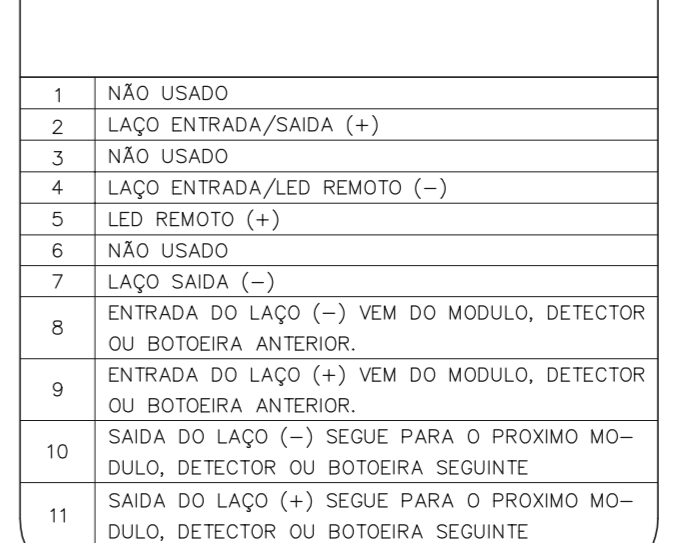 1 NÃO USADO
2 LAÇO ENTRADA/SAIDA (+)
3 NÃO USADO
4 LAÇO ENTRADA/LED REMOTO (−)
5 LED REMOTO (+)
6 NÃO USADO
7 LAÇO SAIDA (−)
8 ENTRADA DO LAÇO (−) VEM DO MODULO, DETECTOR
OU BOTOEIRA ANTERIOR.
9 ENTRADA DO LAÇO (+) VEM DO MODULO, DETECTOR
OU BOTOEIRA ANTERIOR.
10 SAIDA DO LAÇO (−) SEGUE PARA O PROXIMO MO−
DULO, DETECTOR OU BOTOEIRA SEGUINTE
11 SAIDA DO LAÇO (+) SEGUE PARA O PROXIMO MO−
DULO, DETECTOR OU BOTOEIRA SEGUINTE